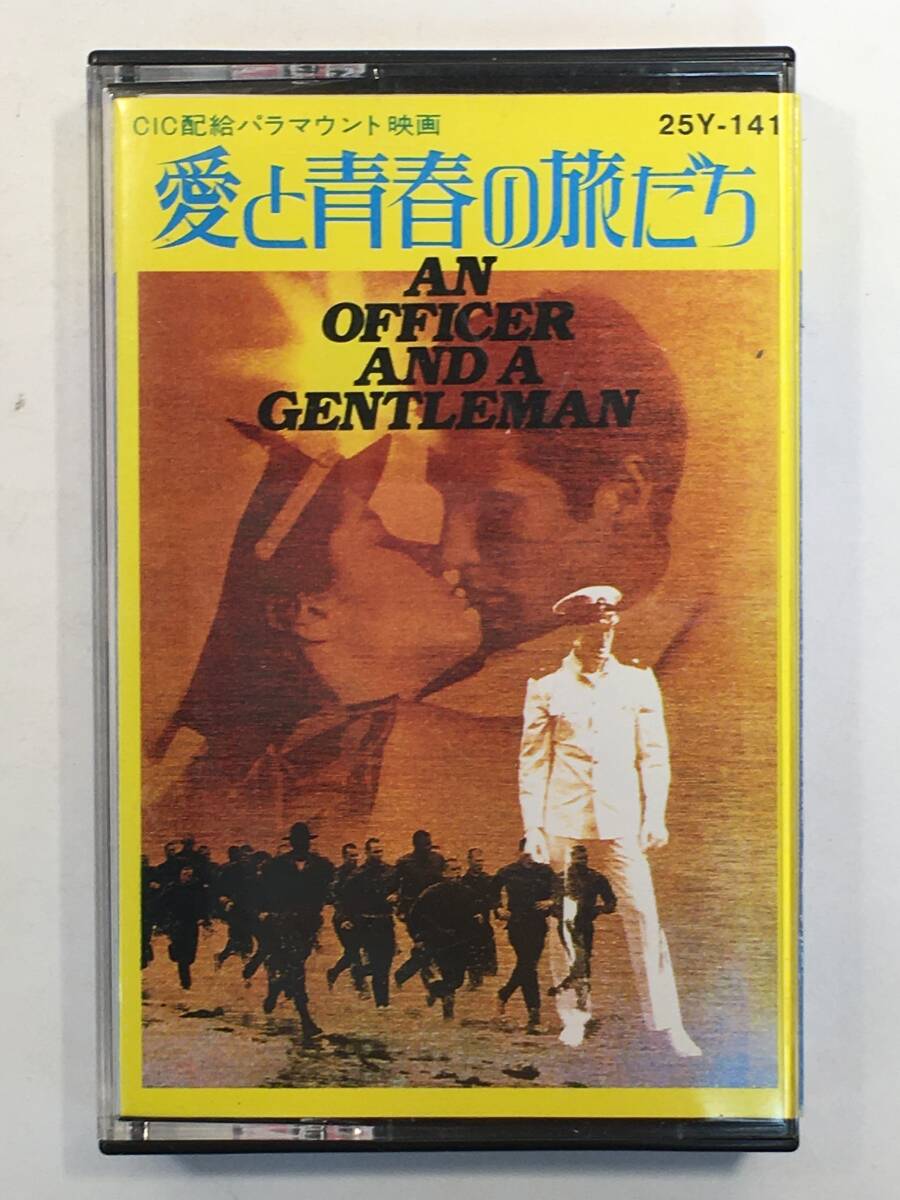 CIC配給パラマウント映画 25Y-141
愛と青春の旅だち
AN
OFFICER
AND A
GENTLEMAN